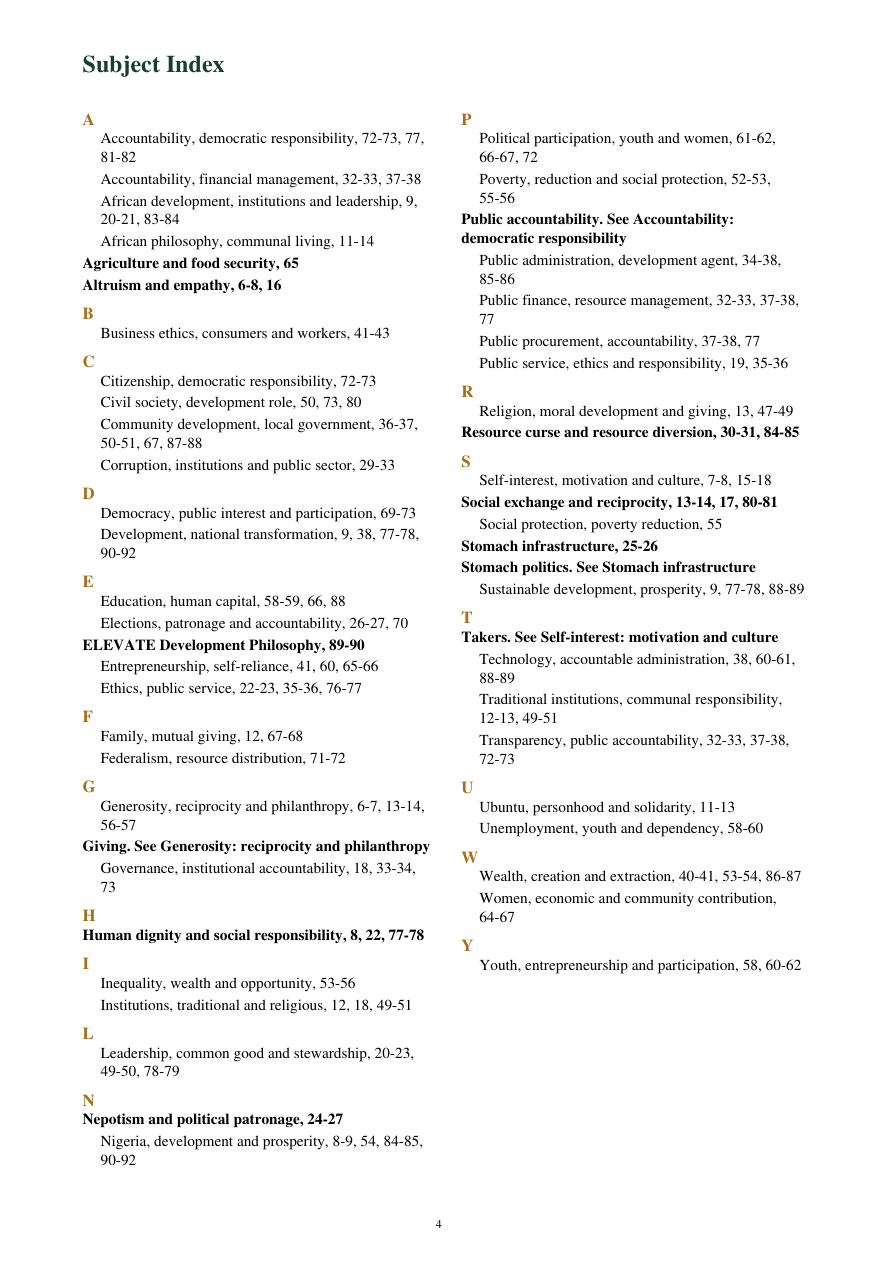 Subject Index
A
Accountability, democratic responsibility, 72-73, 77,
81-82
Accountability, financial management, 32-33, 37-38
African development, institutions and leadership, 9,
20-21, 83-84
African philosophy, communal living, 11-14
Agriculture and food security, 65
Altruism and empathy, 6-8, 16
B
Business ethics, consumers and workers, 41-43
C
Citizenship, democratic responsibility, 72-73
Civil society, development role, 50, 73, 80
Community development, local government, 36-37,
50-51, 67, 87-88
Corruption, institutions and public sector, 29-33
D
Democracy, public interest and participation, 69-73
Development, national transformation, 9, 38, 77-78,
90-92
E
Education, human capital, 58-59, 66, 88
Elections, patronage and accountability, 26-27, 70
ELEVATE Development Philosophy, 89-90
Entrepreneurship, self-reliance, 41, 60, 65-66
Ethics, public service, 22-23, 35-36, 76-77
F
Family, mutual giving, 12, 67-68
Federalism, resource distribution, 71-72
G
Generosity, reciprocity and philanthropy, 6-7, 13-14,
56-57
Giving. See Generosity: reciprocity and philanthropy
Governance, institutional accountability, 18, 33-34,
73
H
Human dignity and social responsibility, 8, 22, 77-78
I
Inequality, wealth and opportunity, 53-56
Institutions, traditional and religious, 12, 18, 49-51
L
Leadership, common good and stewardship, 20-23,
49-50, 78-79
N
Nepotism and political patronage, 24-27
Nigeria, development and prosperity, 8-9, 54, 84-85,
90-92
P
Political participation, youth and women, 61-62,
66-67, 72
Poverty, reduction and social protection, 52-53,
55-56
Public accountability. See Accountability:
democratic responsibility
Public administration, development agent, 34-38,
85-86
Public finance, resource management, 32-33, 37-38,
77
Public procurement, accountability, 37-38, 77
Public service, ethics and responsibility, 19, 35-36
R
Religion, moral development and giving, 13, 47-49
Resource curse and resource diversion, 30-31, 84-85
S
Self-interest, motivation and culture, 7-8, 15-18
Social exchange and reciprocity, 13-14, 17, 80-81
Social protection, poverty reduction, 55
Stomach infrastructure, 25-26
Stomach politics. See Stomach infrastructure
Sustainable development, prosperity, 9, 77-78, 88-89
T
Takers. See Self-interest: motivation and culture
Technology, accountable administration, 38, 60-61,
88-89
Traditional institutions, communal responsibility,
12-13, 49-51
Transparency, public accountability, 32-33, 37-38,
72-73
U
Ubuntu, personhood and solidarity, 11-13
Unemployment, youth and dependency, 58-60
W
Wealth, creation and extraction, 40-41, 53-54, 86-87
Women, economic and community contribution,
64-67
Y
Youth, entrepreneurship and participation, 58, 60-62
4